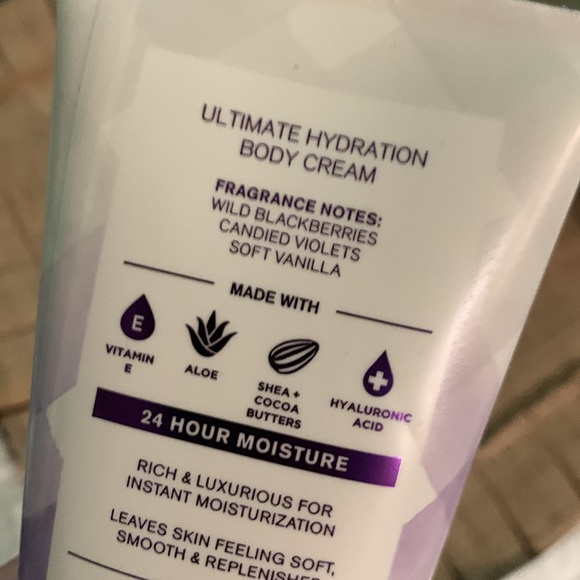 ULTIMATE HYDRATION
BODY CREAM
FRAGRANCE NOTES:
WILD BLACKBERRIES
CANDIED VIOLETS
SOFT VANILLA
MADE WITH
E
VITAMIN
E
ALOE
SHEA +
COCOA
BUTTERS
HYALURONIC
ACID
24 HOUR MOISTURE
RICH & LUXURIOUS FOR
INSTANT MOISTURIZATION
LEAVES SKIN FEELING SOFT,
SMOOTH & REPLENISHED